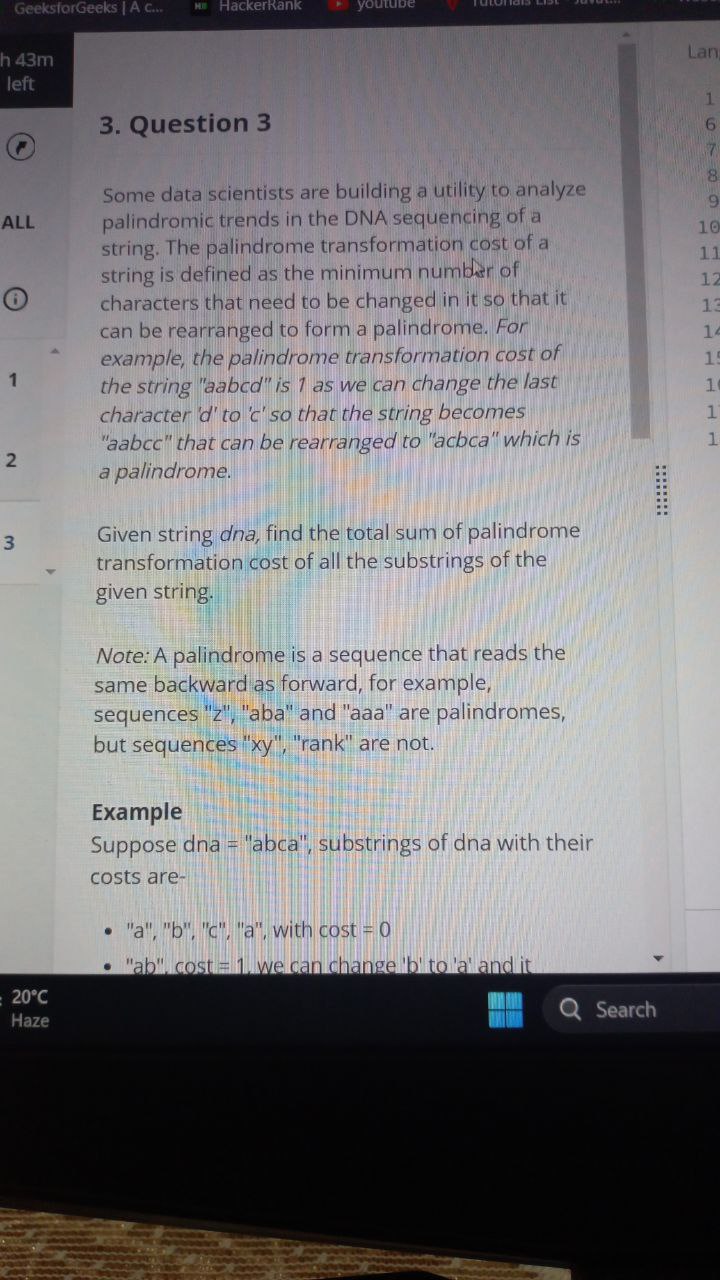 GeeksforGeeks | A c...
HackerRank
youtube
Tutorials List - Javat...
h 43m
left
ALL
1
2
3
3. Question 3
Some data scientists are building a utility to analyze
palindromic trends in the DNA sequencing of a
string. The palindrome transformation cost of a
string is defined as the minimum number of
characters that need to be changed in it so that it
can be rearranged to form a palindrome. For
example, the palindrome transformation cost of
the string "aabcd" is 1 as we can change the last
character 'd' to 'c' so that the string becomes
"aabcc" that can be rearranged to "acbca" which is
a palindrome.
Given string dna, find the total sum of palindrome
transformation cost of all the substrings of the
given string.
Note: A palindrome is a sequence that reads the
same backward as forward, for example,
sequences "z", "aba" and "aaa" are palindromes,
but sequences "xy", "rank" are not.
Example
Suppose dna = "abca", substrings of dna with their
costs are-
• "a", "b", "c", "a", with cost = 0
• "ab", cost = 1, we can change 'b' to 'a' and it
Lan
1
6
7
8
9
10
11
12
13
20°C
Haze
Search